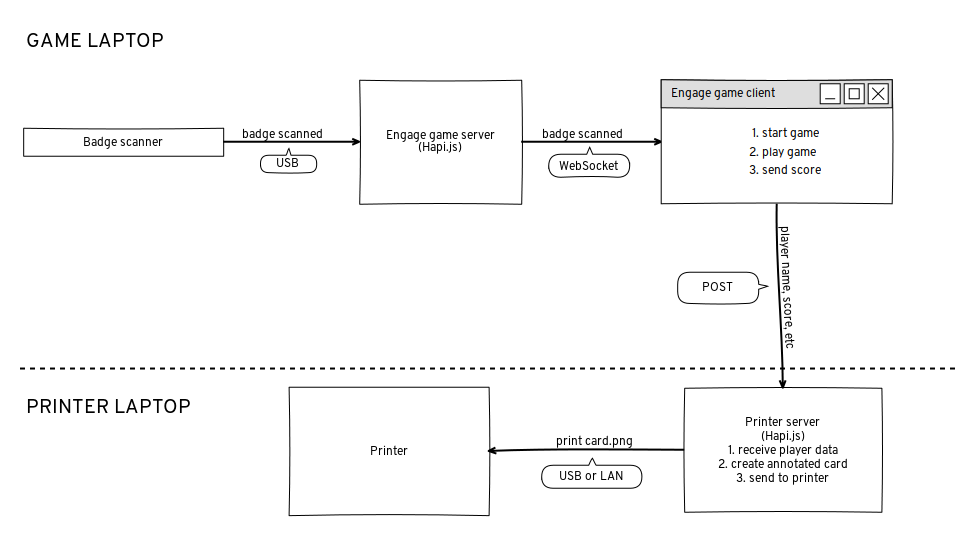 GAME LAPTOP
Badge scanner
badge scanned
USB
Engage game server
(Hapi.js)
badge scanned
WebSocket
Engage game client
1. start game
2. play game
3. send score
POST
player name, score, etc
PRINTER LAPTOP
Printer
print card.png
USB or LAN
Printer server
(Hapi.js)
1. receive player data
2. create annotated card
3. send to printer